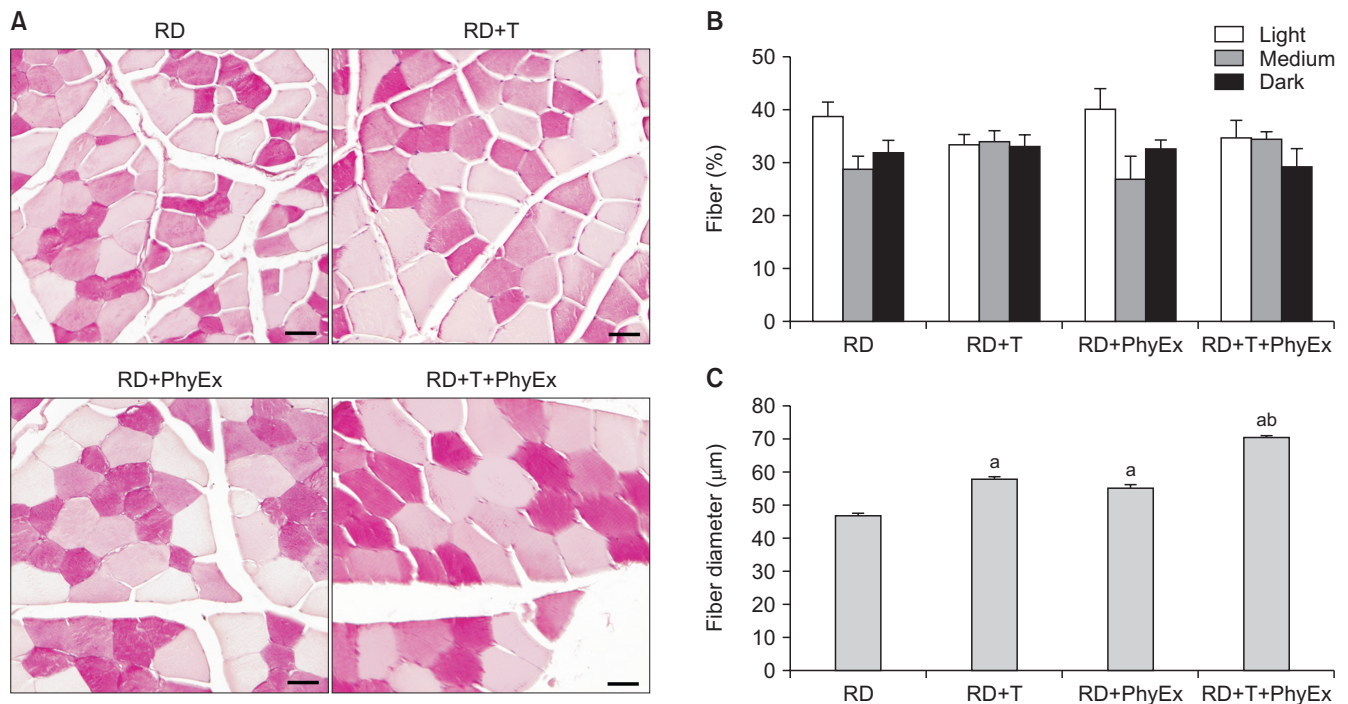 A
RD
RD+T
RD+PhyEx
RD+T+PhyEx
B
Light
Medium
Dark
50
40
30
20
10
0
Fiber (%)
RD
RD+T
RD+PhyEx
RD+T+PhyEx
C
80
70
60
50
40
30
20
10
0
Fiber diameter (μm)
a
a
ab
RD
RD+T
RD+PhyEx
RD+T+PhyEx